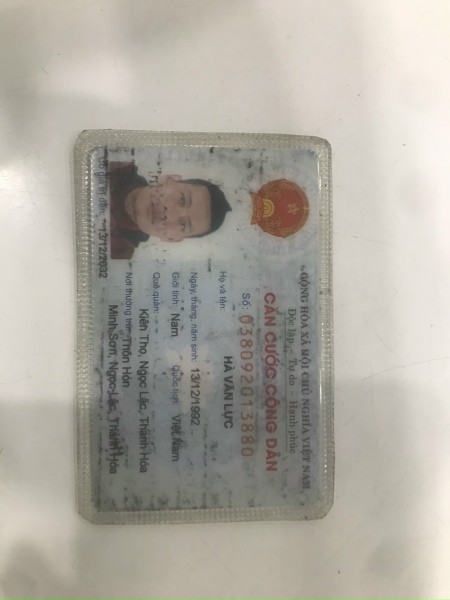 CỘNG HÒA XÃ HỘI CHỦ NGHĨA VIỆT NAM
Độc lập - Tự do - Hạnh phúc
CĂN CƯỚC CÔNG DÂN
Số: 038092013880
Họ và tên:
HÀ VĂN LỰC
Ngày, tháng, năm sinh: 13/12/1992
Giới tính: Nam Quốc tịch: Việt Nam
Quê quán:
Kiên Thọ, Ngọc Lặc, Thanh Hóa
Nơi thường trú: Thôn Hón
Minh Sơn, Ngọc Lặc, Thanh Hóa
Có giá trị đến: 13/12/2032